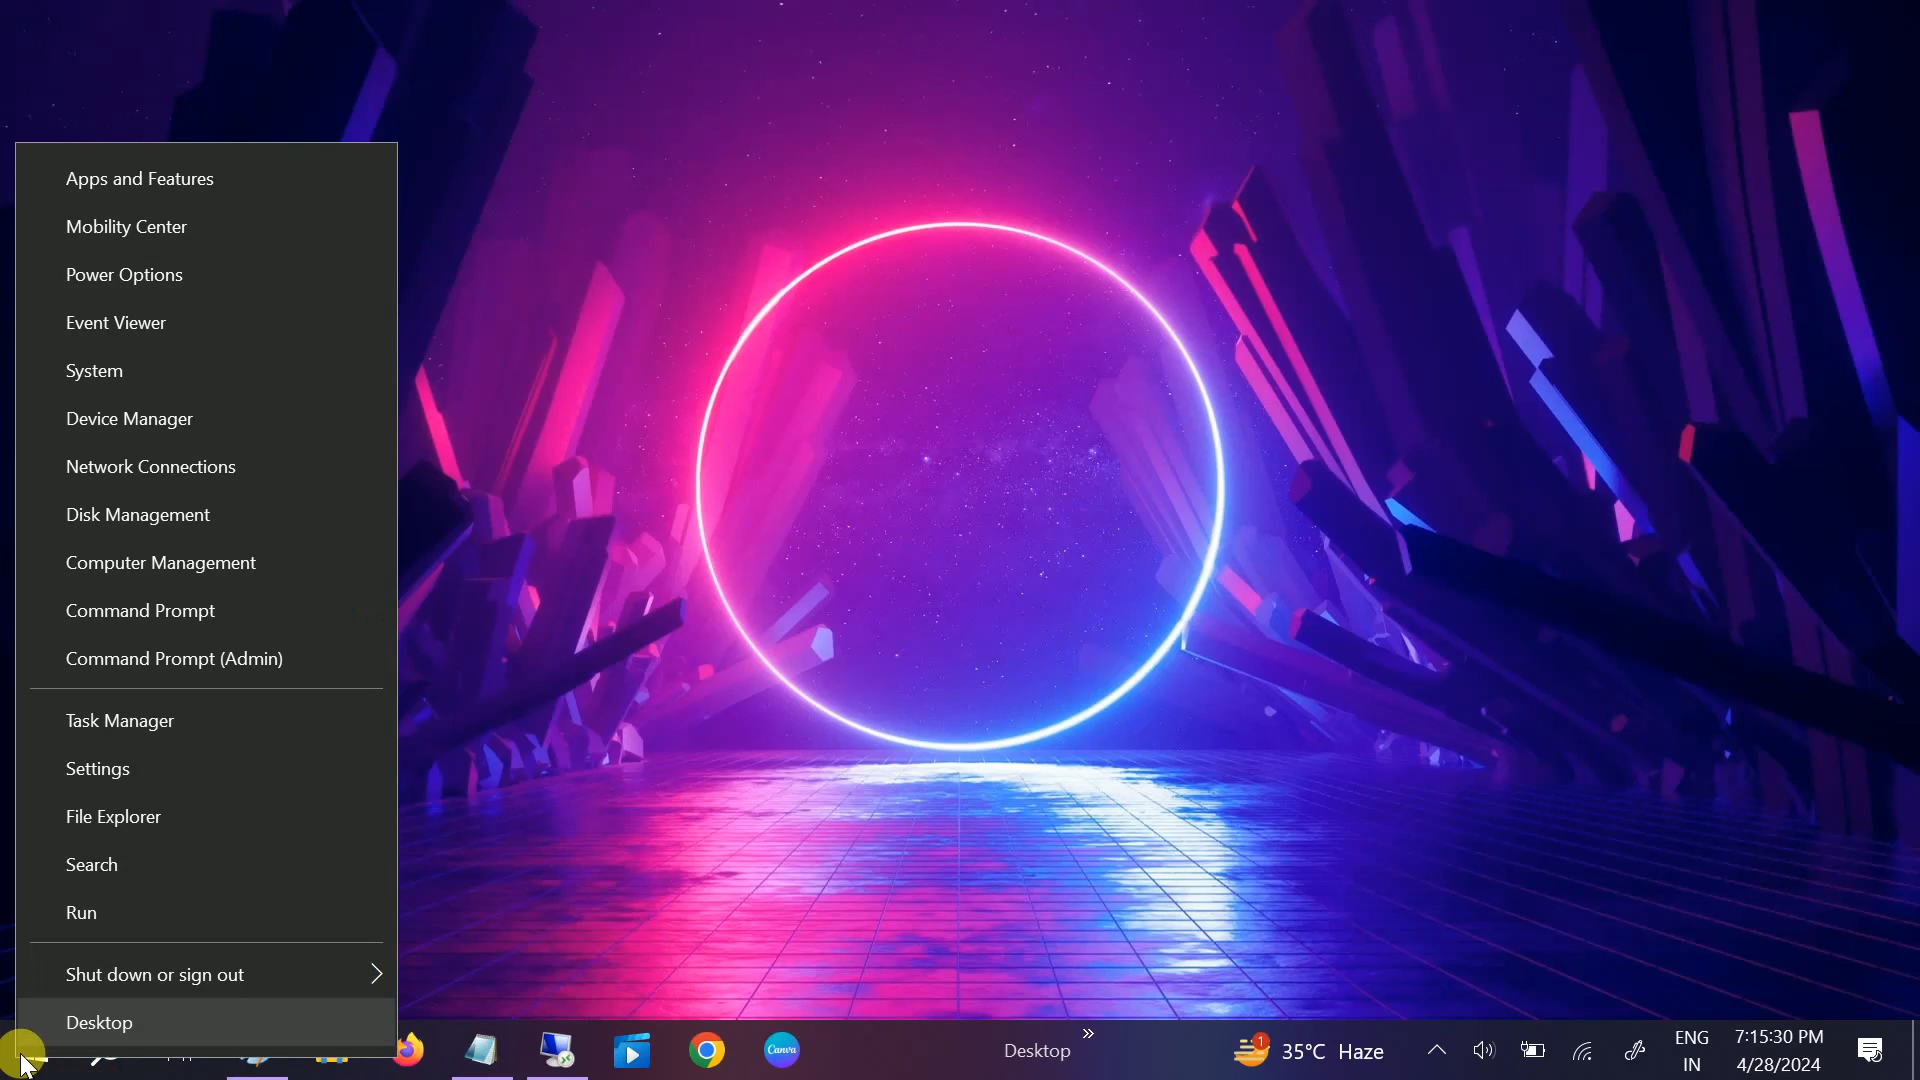 Apps and Features
Mobility Center
Power Options
Event Viewer
System
Device Manager
Network Connections
Disk Management
Computer Management
Command Prompt
Command Prompt (Admin)
Task Manager
Settings
File Explorer
Search
Run
Shut down or sign out
Desktop
Canva
Desktop
1
35°C Haze
ENG
IN
7:15:30 PM
4/28/2024